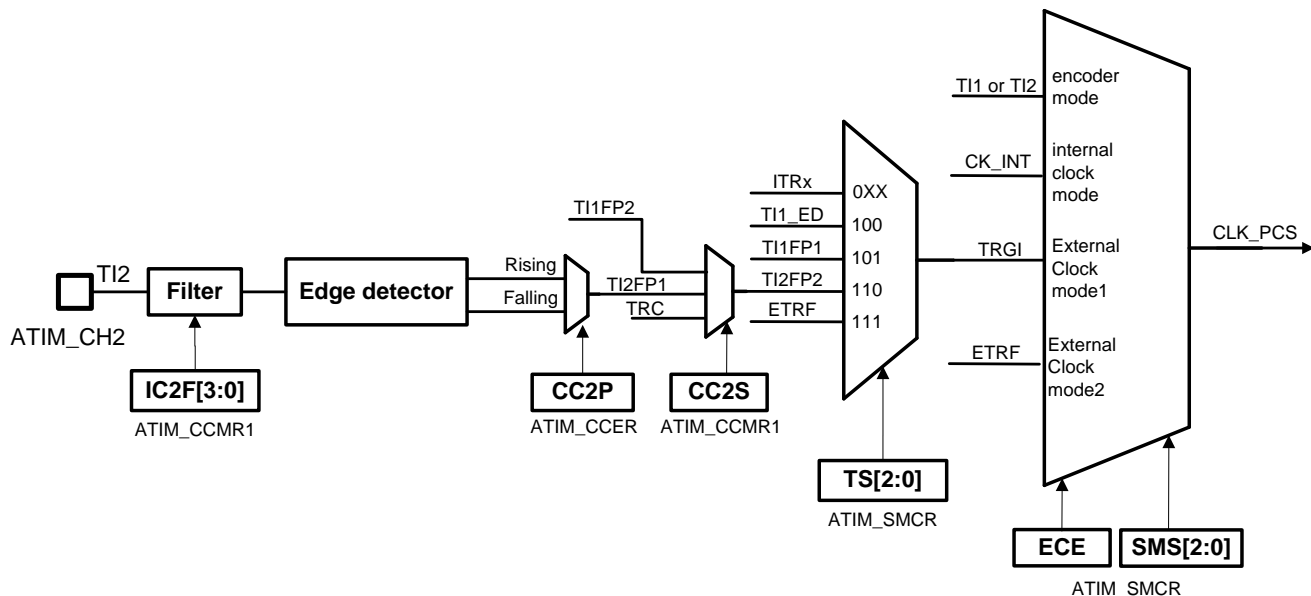 TI1 or TI2
encoder
mode
CK_INT
internal
clock
mode
TRGI
External
Clock
mode1
ETRF
External
Clock
mode2
CLK_PCS
ITRx
0XX
TI1_ED
100
TI1FP1
101
TI2FP2
110
ETRF
111
TI1FP2
TI2FP1
TRC
Rising
Falling
TI2
Filter
Edge detector
ATIM_CH2
IC2F[3:0]
ATIM_CCMR1
CC2P
ATIM_CCER
CC2S
ATIM_CCMR1
TS[2:0]
ATIM_SMCR
ECE
SMS[2:0]
ATIM_SMCR